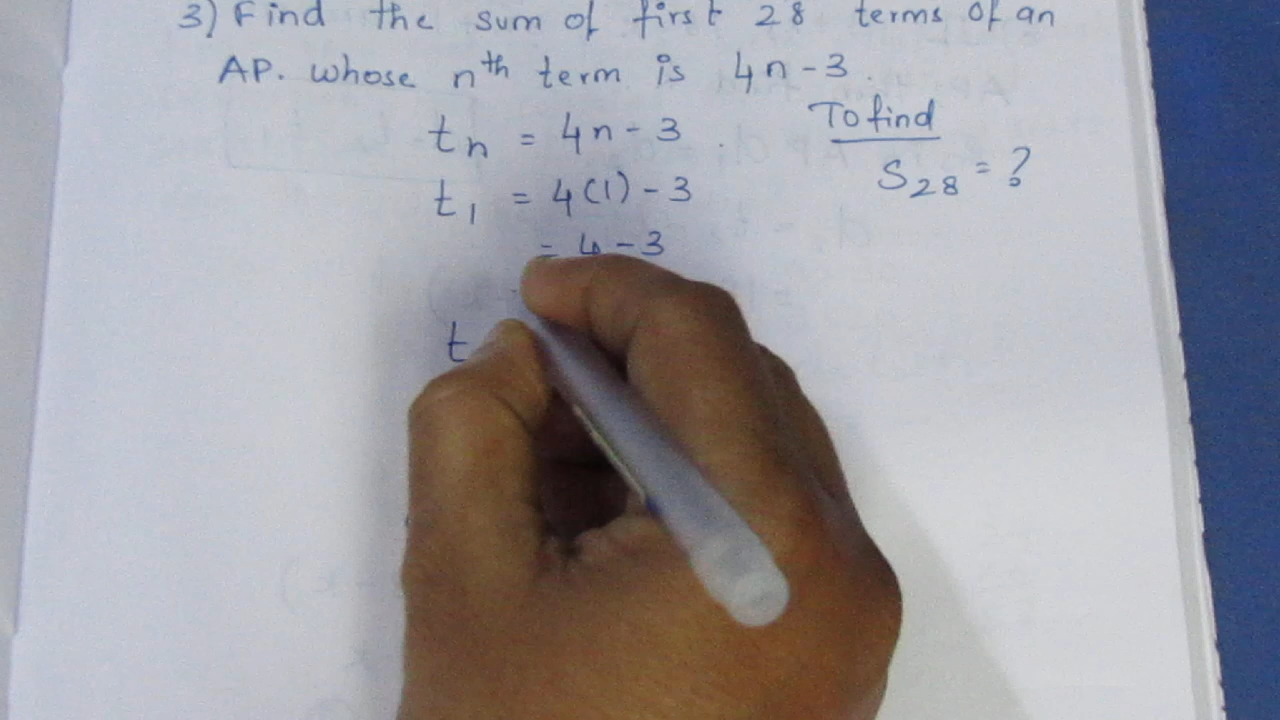 3) Find the sum of first 28 terms of an
AP. whose nth term is 4n - 3.
tn = 4n - 3
To find
S28 = ?
t1 = 4(1) - 3
= 4 - 3
t